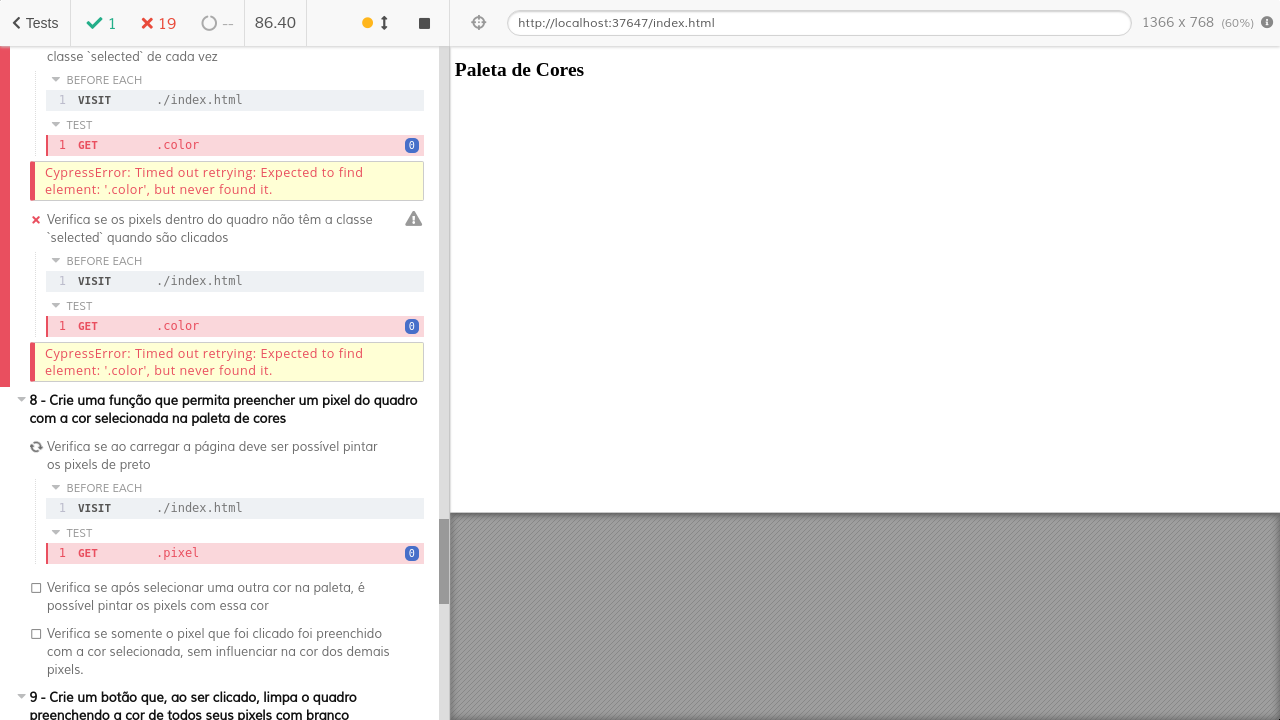 Tests 1 19 -- 86.40 http://localhost:37647/index.html 1366 x 768 (60%)
classe `selected` de cada vez
BEFORE EACH
1 VISIT ./index.html
TEST
1 GET .color 0
CypressError: Timed out retrying: Expected to find
element: '.color', but never found it.
Verifica se os pixels dentro do quadro não têm a classe
`selected` quando são clicados
BEFORE EACH
1 VISIT ./index.html
TEST
1 GET .color 0
CypressError: Timed out retrying: Expected to find
element: '.color', but never found it.
8 - Crie uma função que permita preencher um pixel do quadro
com a cor selecionada na paleta de cores
Verifica se ao carregar a página deve ser possível pintar
os pixels de preto
BEFORE EACH
1 VISIT ./index.html
TEST
1 GET .pixel 0
Verifica se após selecionar uma outra cor na paleta, é
possível pintar os pixels com essa cor
Verifica se somente o pixel que foi clicado foi preenchido
com a cor selecionada, sem influenciar na cor dos demais
pixels.
9 - Crie um botão que, ao ser clicado, limpa o quadro
preenchendo a cor de todos seus pixels com branco
Paleta de Cores